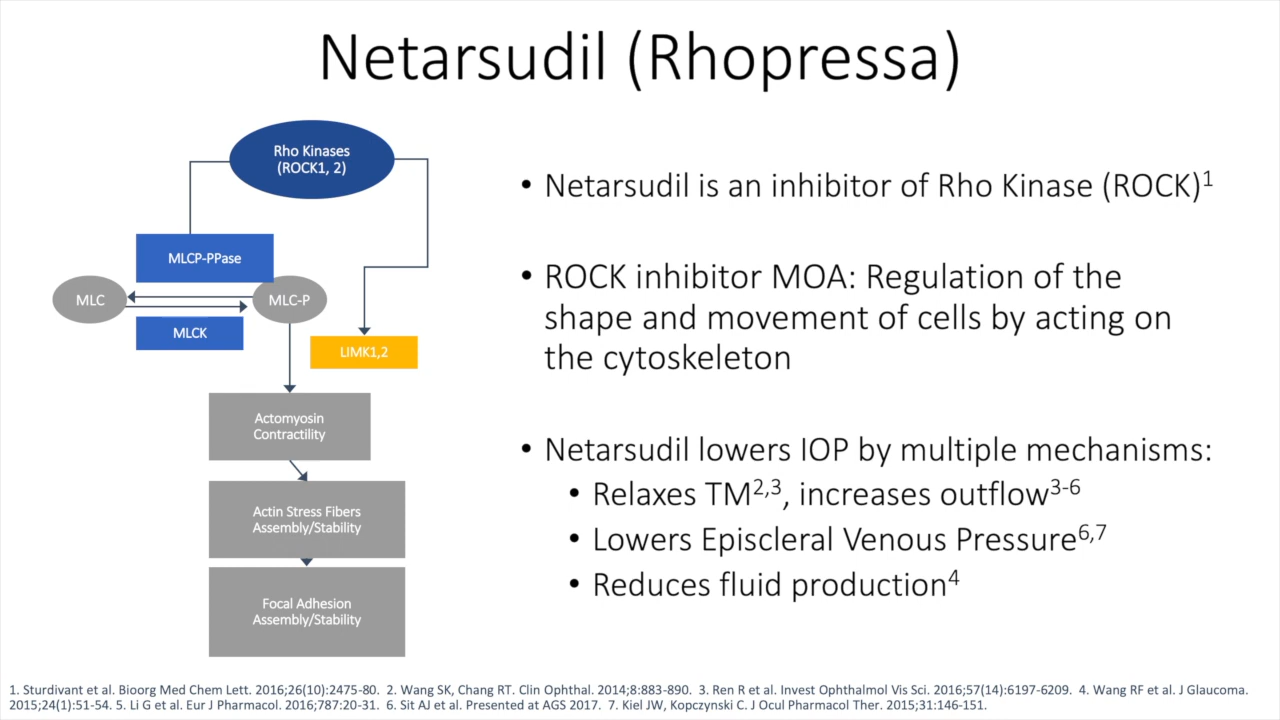 Netarsudil (Rhopressa)
Rho Kinases
(ROCK1, 2)
MLCP-PPase
MLC
MLC-P
MLCK
LIMK1,2
Actomyosin
Contractility
Actin Stress Fibers
Assembly/Stability
Focal Adhesion
Assembly/Stability
• Netarsudil is an inhibitor of Rho Kinase (ROCK)1
• ROCK inhibitor MOA: Regulation of the
shape and movement of cells by acting on
the cytoskeleton
• Netarsudil lowers IOP by multiple mechanisms:
• Relaxes TM2,3, increases outflow3-6
• Lowers Episcleral Venous Pressure6,7
• Reduces fluid production4
1. Sturdivant et al. Bioorg Med Chem Lett. 2016;26(10):2475-80. 2. Wang SK, Chang RT. Clin Ophthal. 2014;8:883-890. 3. Ren R et al. Invest Ophthalmol Vis Sci. 2016;57(14):6197-6209. 4. Wang RF et al. J Glaucoma.
2015;24(1):51-54. 5. Li G et al. Eur J Pharmacol. 2016;787:20-31. 6. Sit AJ et al. Presented at AGS 2017. 7. Kiel JW, Kopczynski C. J Ocul Pharmacol Ther. 2015;31:146-151.